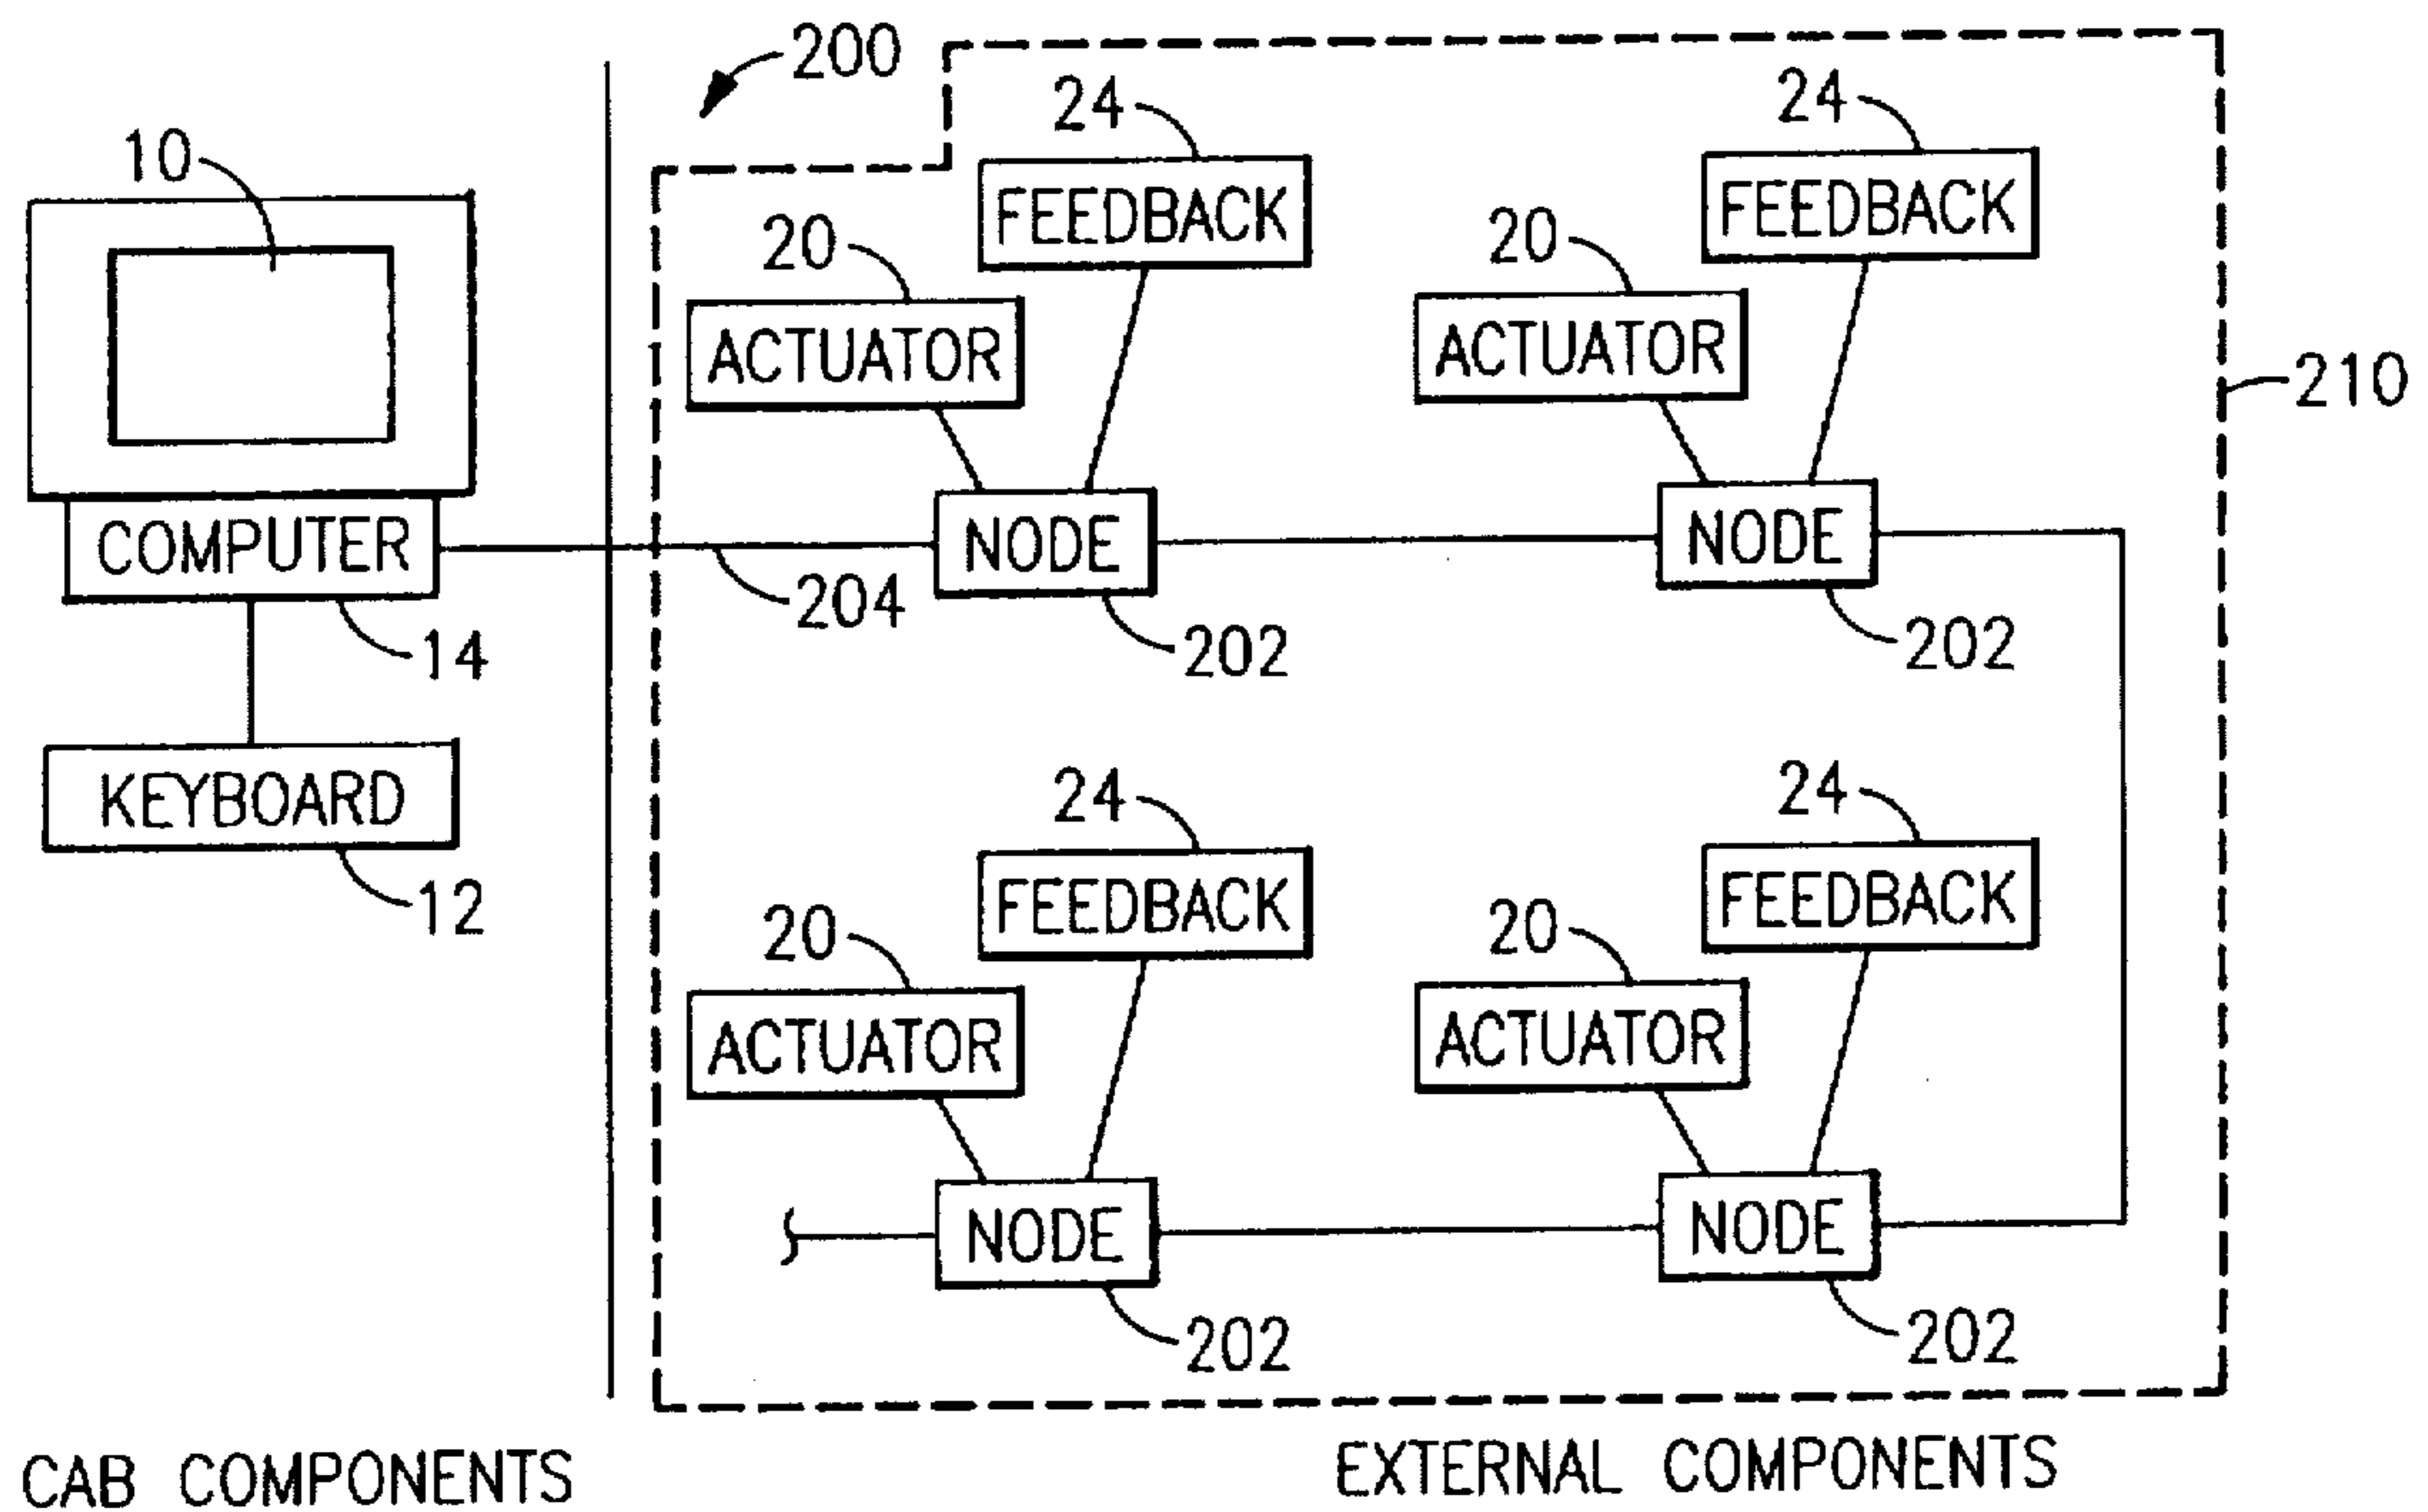 200
24
24
10
FEEDBACK
FEEDBACK
20
20
ACTUATOR
ACTUATOR
210
COMPUTER
NODE
NODE
204
14
202
202
KEYBOARD
12
24
24
FEEDBACK
FEEDBACK
20
20
ACTUATOR
ACTUATOR
NODE
NODE
202
202
CAB COMPONENTS
EXTERNAL COMPONENTS